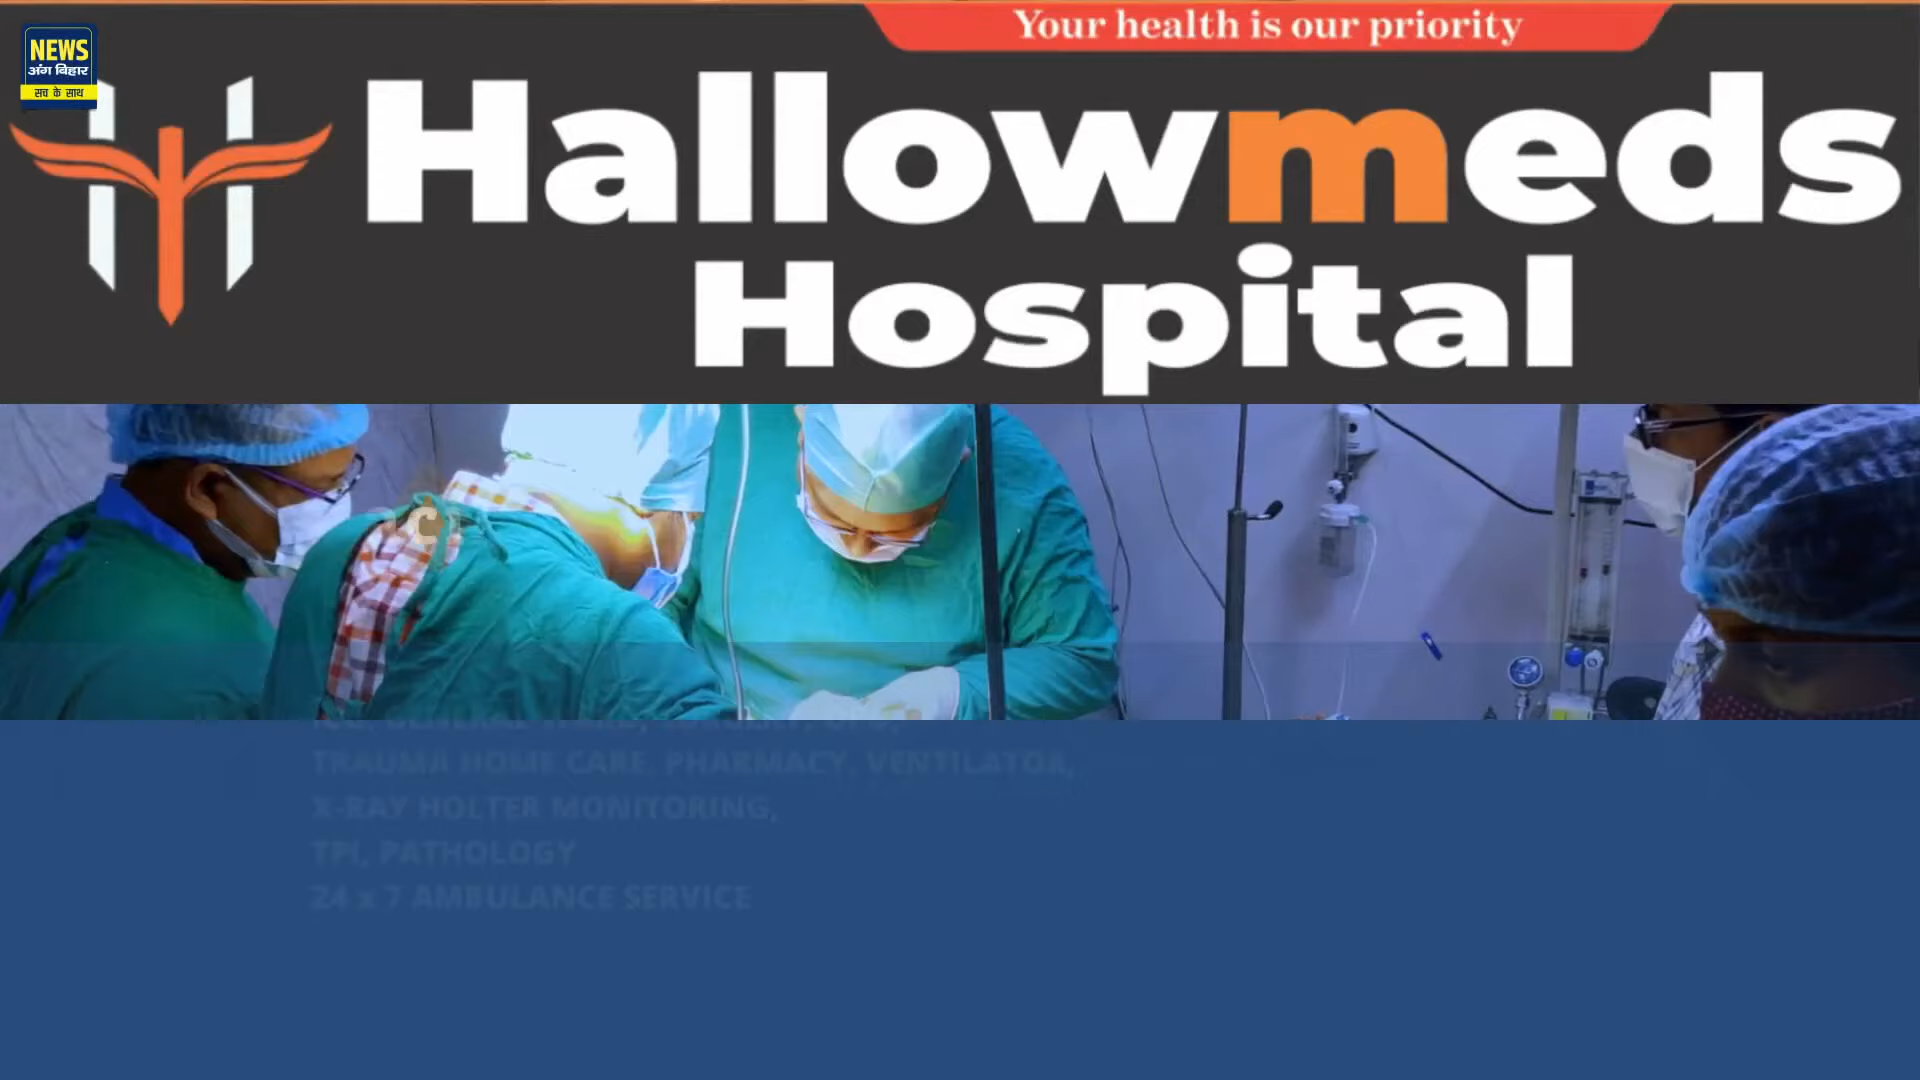 Your health is our priority
NEWS
अंग बिहार
सच के साथ
Hallowmeds
Hospital
TRAUMA HOME CARE, PHARMACY, VENTILATOR,
X-RAY HOLTER MONITORING,
TPI, PATHOLOGY
24 x 7 AMBULANCE SERVICE